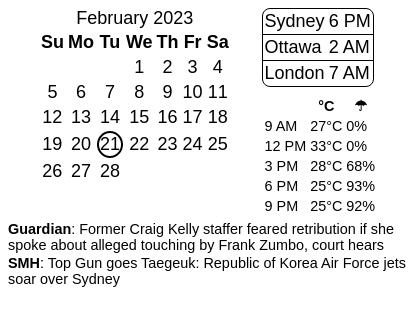 February 2023
Su Mo Tu We Th Fr Sa
1 2 3 4
5 6 7 8 9 10 11
12 13 14 15 16 17 18
19 20 21 22 23 24 25
26 27 28
Sydney 6 PM
Ottawa 2 AM
London 7 AM
°C ☂
9 AM 27°C 0%
12 PM 33°C 0%
3 PM 28°C 68%
6 PM 25°C 93%
9 PM 25°C 92%
Guardian: Former Craig Kelly staffer feared retribution if she
spoke about alleged touching by Frank Zumbo, court hears
SMH: Top Gun goes Taegeuk: Republic of Korea Air Force jets
soar over Sydney